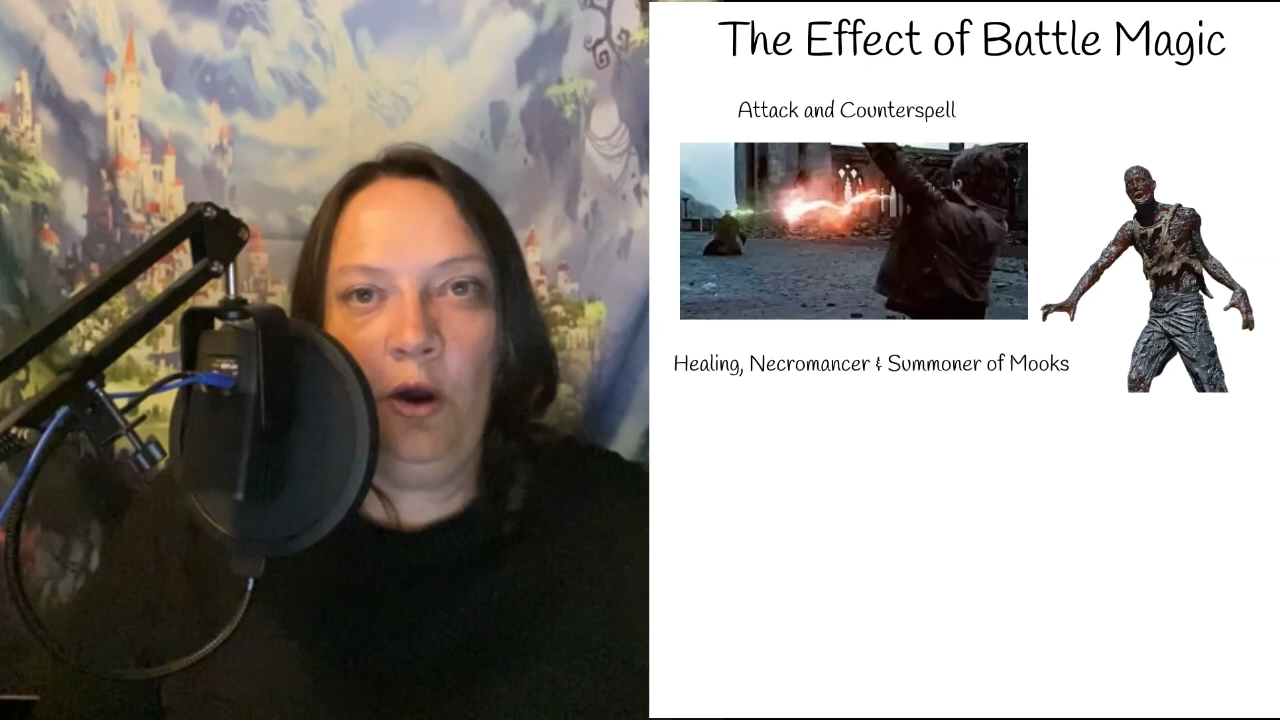 The Effect of Battle Magic
Attack and Counterspell
Healing, Necromancer & Summoner of Mooks